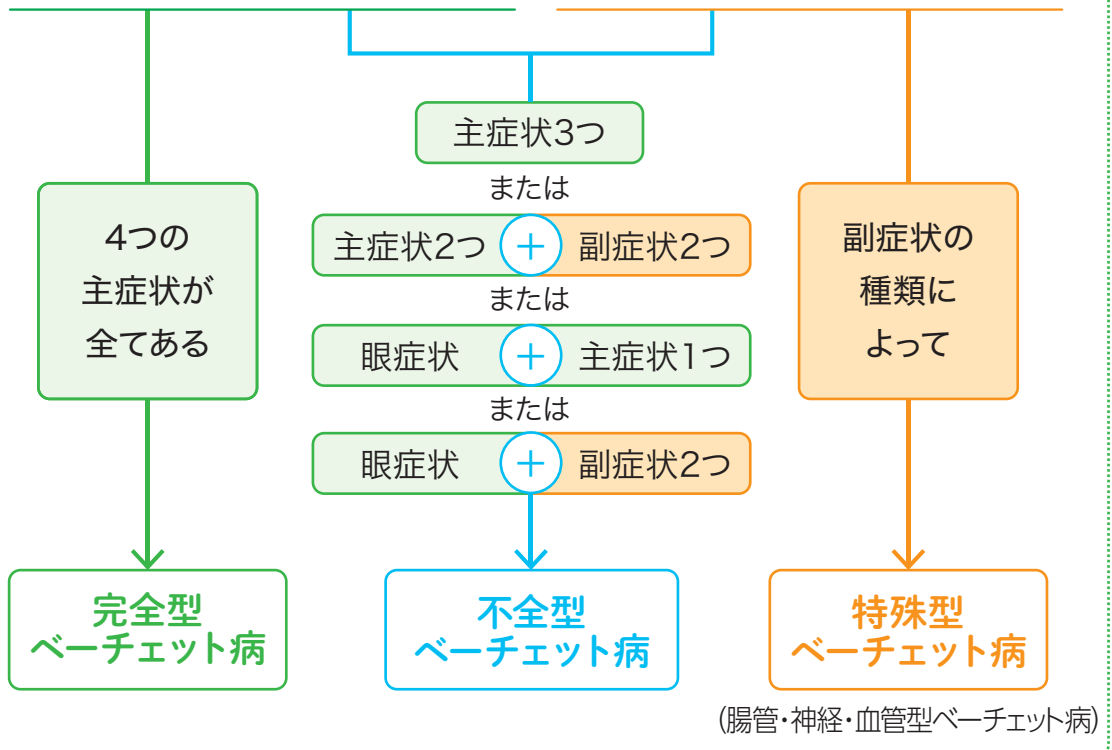 主症状3つ
または
主症状2つ + 副症状2つ
または
眼症状 + 主症状1つ
または
眼症状 + 副症状2つ
4つの
主症状が
全てある
副症状の
種類に
よって
完全型
ベーチェット病
不全型
ベーチェット病
特殊型
ベーチェット病
(腸管・神経・血管型ベーチェット病)